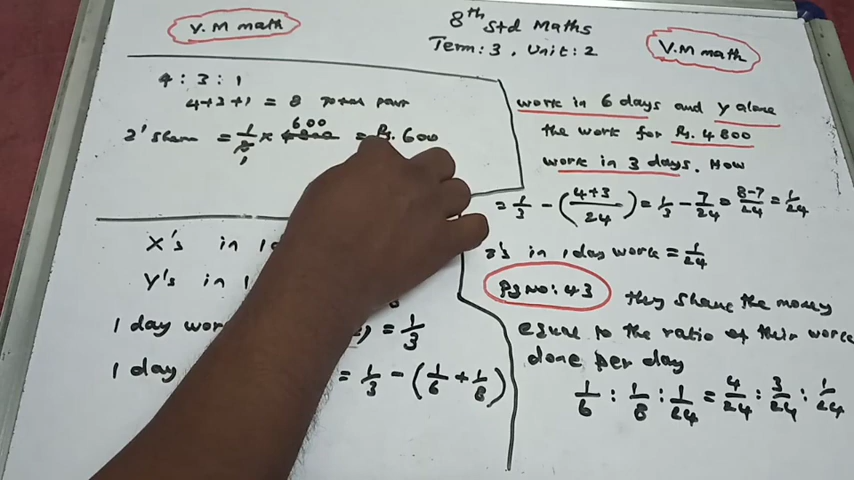 V.M math
8th Std Maths
Term:3, Unit:2
V.M math
4 : 3 : 1
4+3+1 = 8 Total part
Z's share = 1/8 × 4800 = Rs. 600
600
1
work in 6 days and y alone
the work for Rs. 4800
work in 3 days. How
= 1/3 - (4+3/24) = 1/3 - 7/24 = 8-7/24 = 1/24
Z's in 1 day work = 1/24
X's in 1
Y's in 1
1 day wor = 1/3
1 day = 1/3 - (1/6 + 1/8)
Pg No: 43
they share the money
equal to the ratio of their work
done per day
1/6 : 1/8 : 1/24 = 4/24 : 3/24 : 1/24